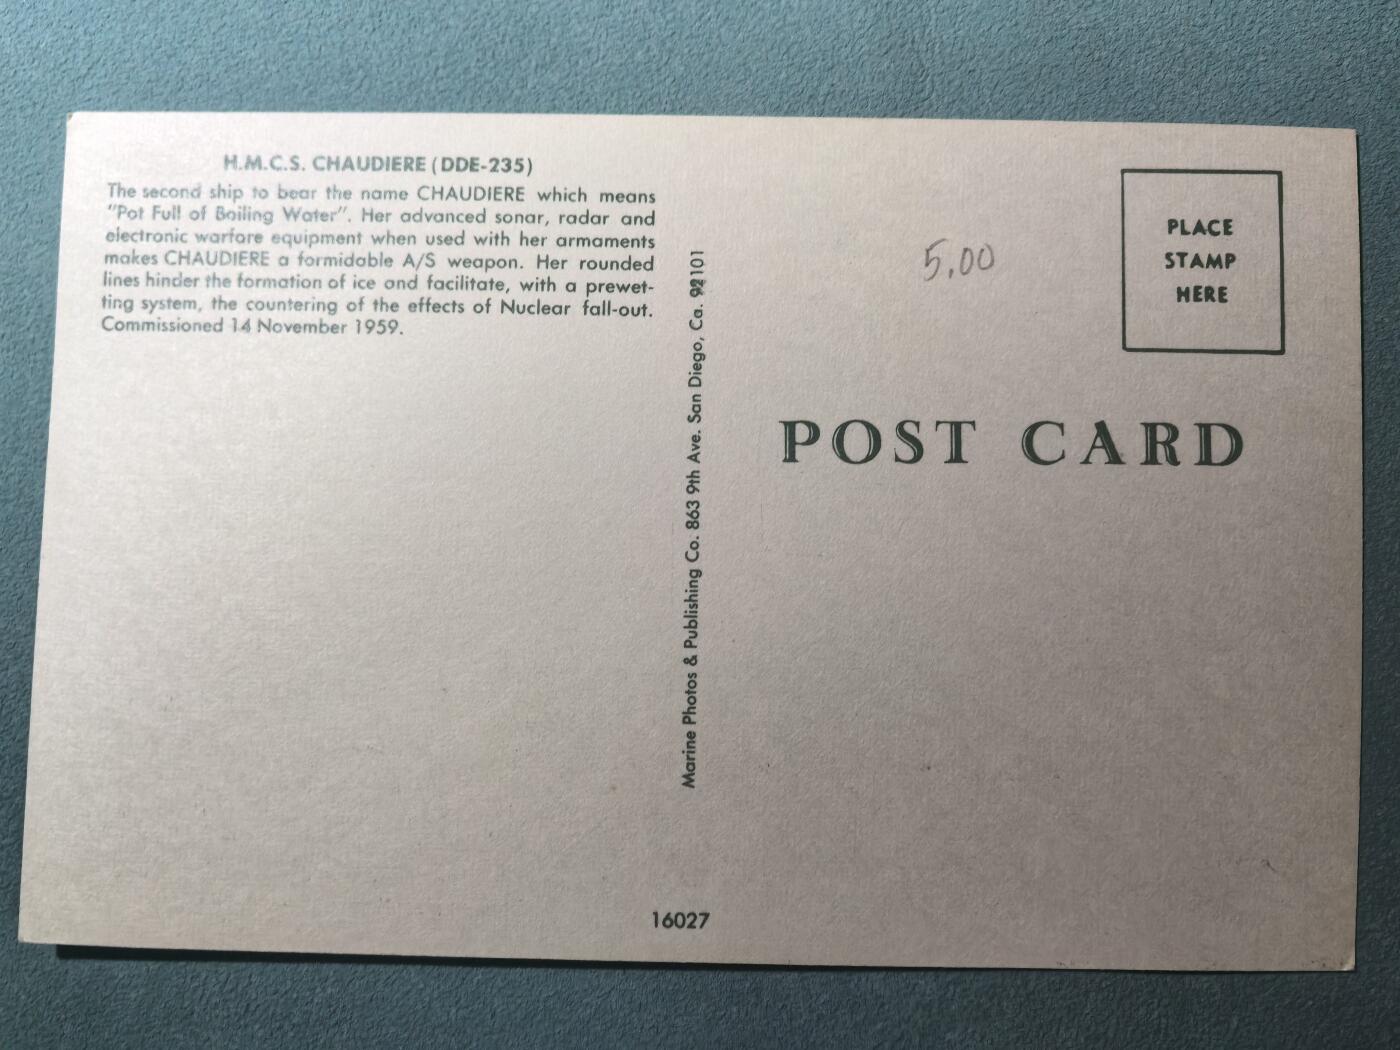 H.M.C.S. CHAUDIERE (DDE-235)
The second ship to bear the name CHAUDIERE which means
"Pot Full of Boiling Water". Her advanced sonar, radar and
electronic warfare equipment when used with her armaments
makes CHAUDIERE a formidable A/S weapon. Her rounded
lines hinder the formation of ice and facilitate, with a prewet-
ting system, the countering of the effects of Nuclear fall-out.
Commissioned 14 November 1959.
Marine Photos & Publishing Co. 863 9th Ave. San Diego, Ca. 92101
16027
5.00
PLACE
STAMP
HERE
POST CARD